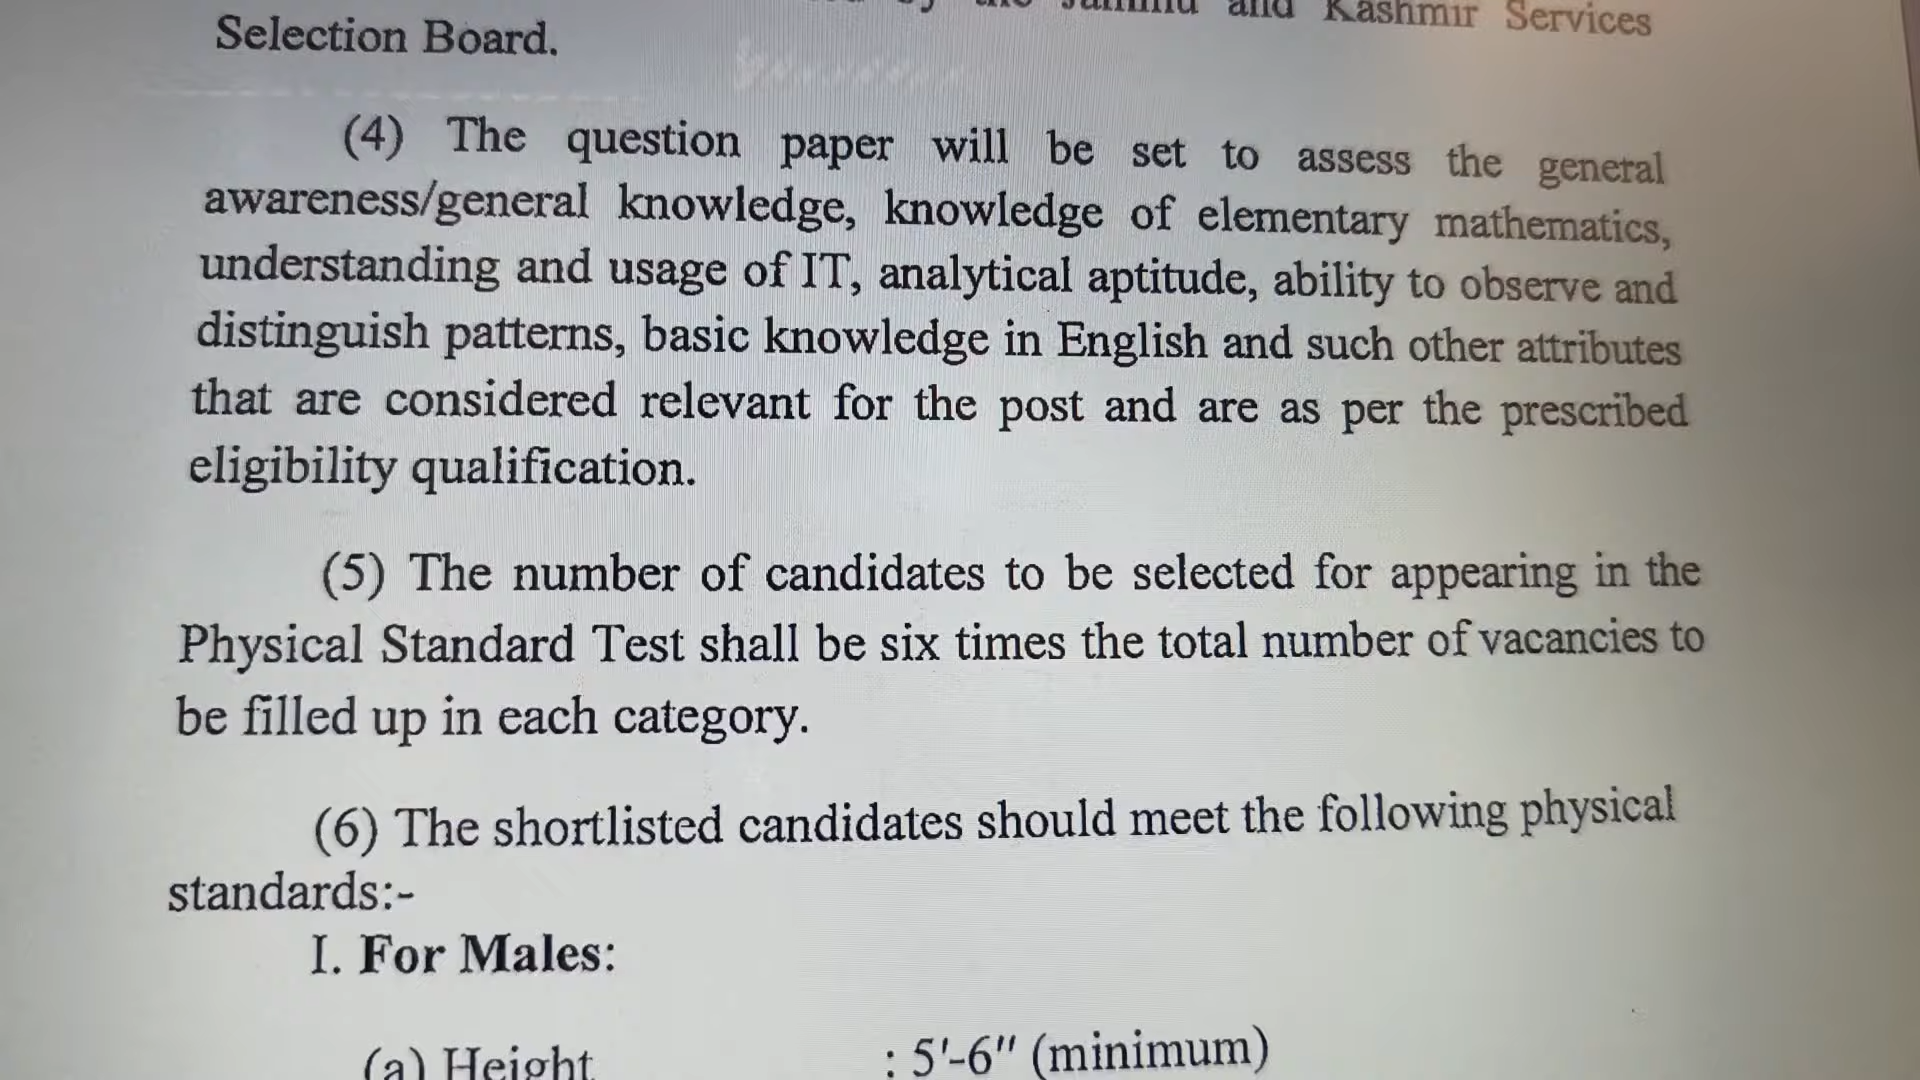 and Kashmir Services
Selection Board.
(4) The question paper will be set to assess the general
awareness/general knowledge, knowledge of elementary mathematics,
understanding and usage of IT, analytical aptitude, ability to observe and
distinguish patterns, basic knowledge in English and such other attributes
that are considered relevant for the post and are as per the prescribed
eligibility qualification.
(5) The number of candidates to be selected for appearing in the
Physical Standard Test shall be six times the total number of vacancies to
be filled up in each category.
(6) The shortlisted candidates should meet the following physical
standards:-
I. For Males:
(a) Height : 5'-6" (minimum)